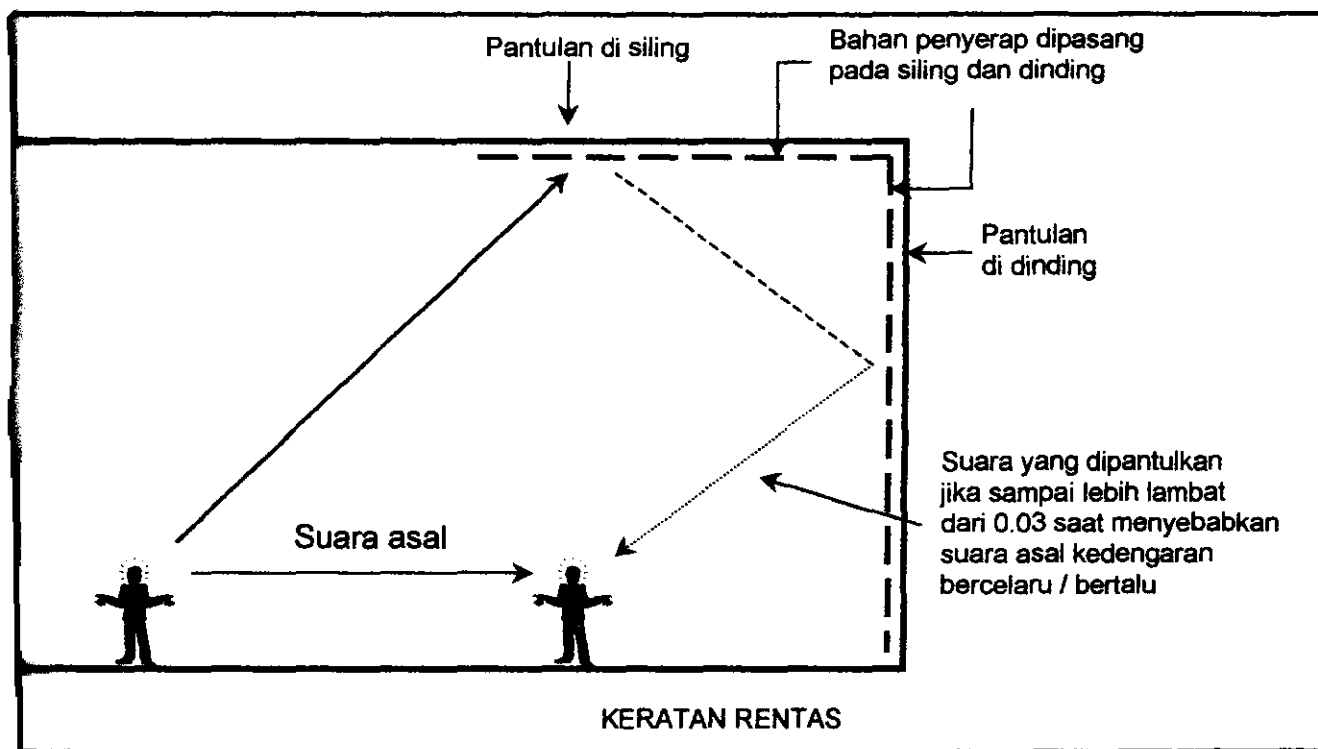 Pantulan di siling
Bahan penyerap dipasang
pada siling dan dinding
Pantulan
di dinding
Suara asal
Suara yang dipantulkan
jika sampai lebih lambat
dari 0.03 saat menyebabkan
suara asal kedengaran
bercelaru / bertalu
KERATAN RENTAS